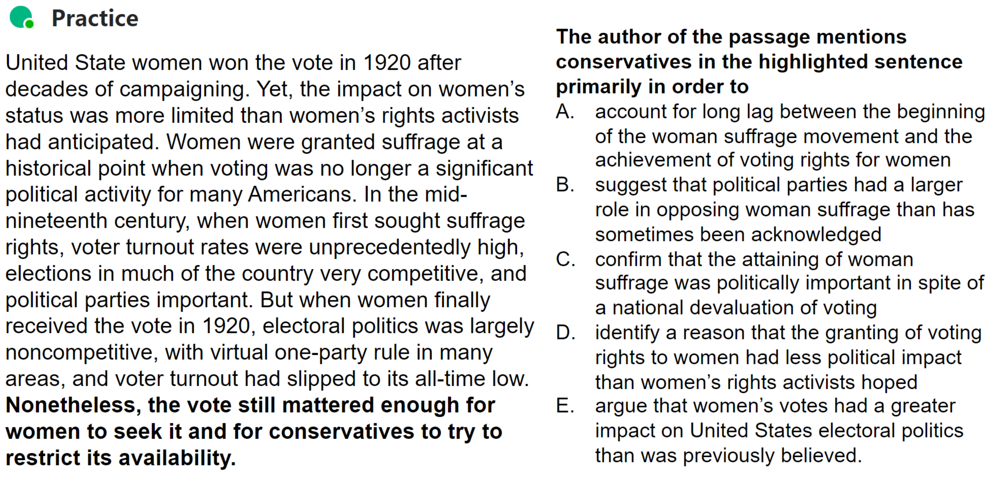 Practice
United State women won the vote in 1920 after
decades of campaigning. Yet, the impact on women’s
status was more limited than women’s rights activists
had anticipated. Women were granted suffrage at a
historical point when voting was no longer a significant
political activity for many Americans. In the mid-
nineteenth century, when women first sought suffrage
rights, voter turnout rates were unprecedentedly high,
elections in much of the country very competitive, and
political parties important. But when women finally
received the vote in 1920, electoral politics was largely
noncompetitive, with virtual one-party rule in many
areas, and voter turnout had slipped to its all-time low.
Nonetheless, the vote still mattered enough for
women to seek it and for conservatives to try to
restrict its availability.
The author of the passage mentions
conservatives in the highlighted sentence
primarily in order to
A. account for long lag between the beginning
of the woman suffrage movement and the
achievement of voting rights for women
B. suggest that political parties had a larger
role in opposing woman suffrage than has
sometimes been acknowledged
C. confirm that the attaining of woman
suffrage was politically important in spite of
a national devaluation of voting
D. identify a reason that the granting of voting
rights to women had less political impact
than women’s rights activists hoped
E. argue that women’s votes had a greater
impact on United States electoral politics
than was previously believed.